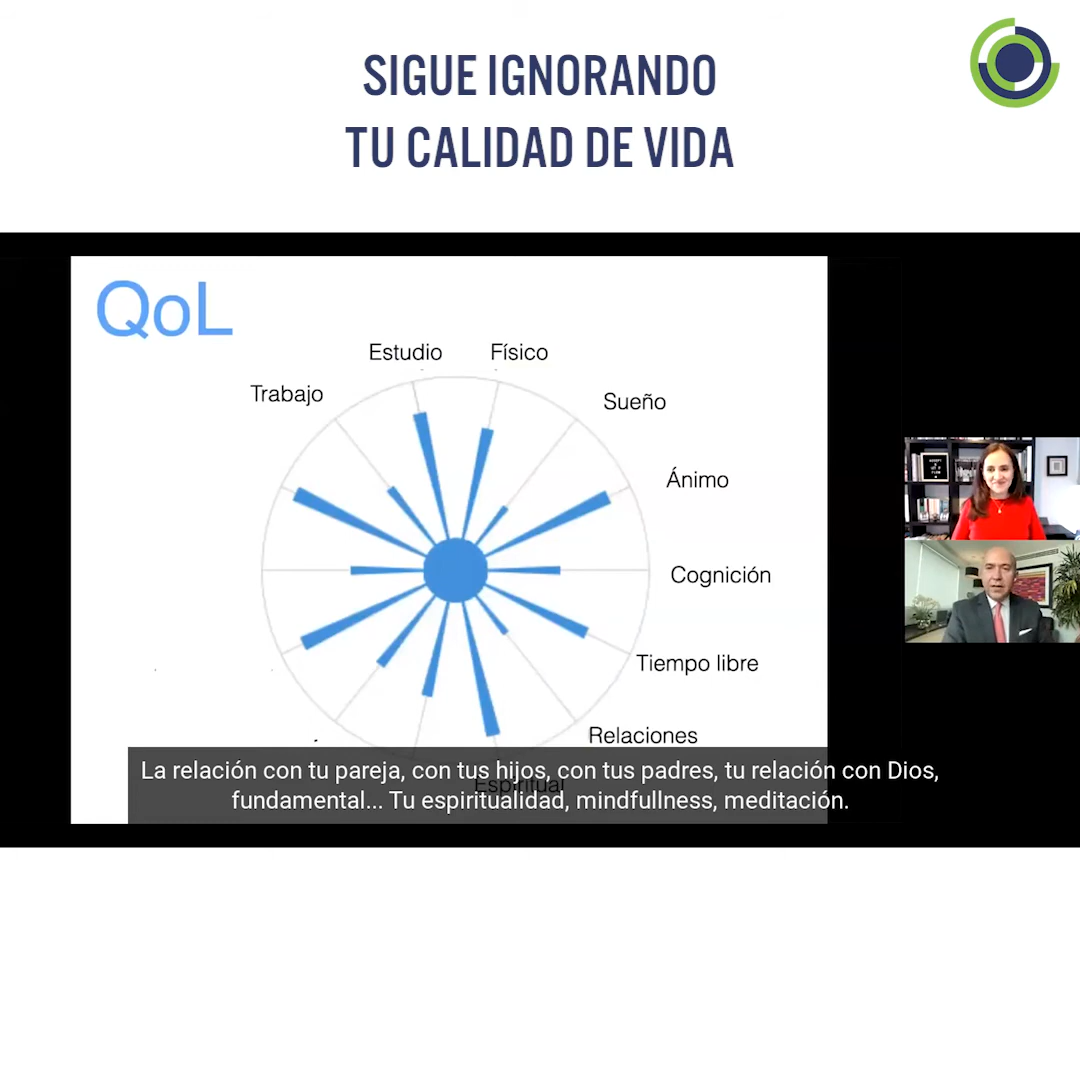 SIGUE IGNORANDO
TU CALIDAD DE VIDA
QoL
Estudio
Físico
Trabajo
Sueño
Ánimo
Cognición
Tiempo libre
Relaciones
Espiritual
La relación con tu pareja, con tus hijos, con tus padres, tu relación con Dios,
fundamental... Tu espiritualidad, mindfullness, meditación.